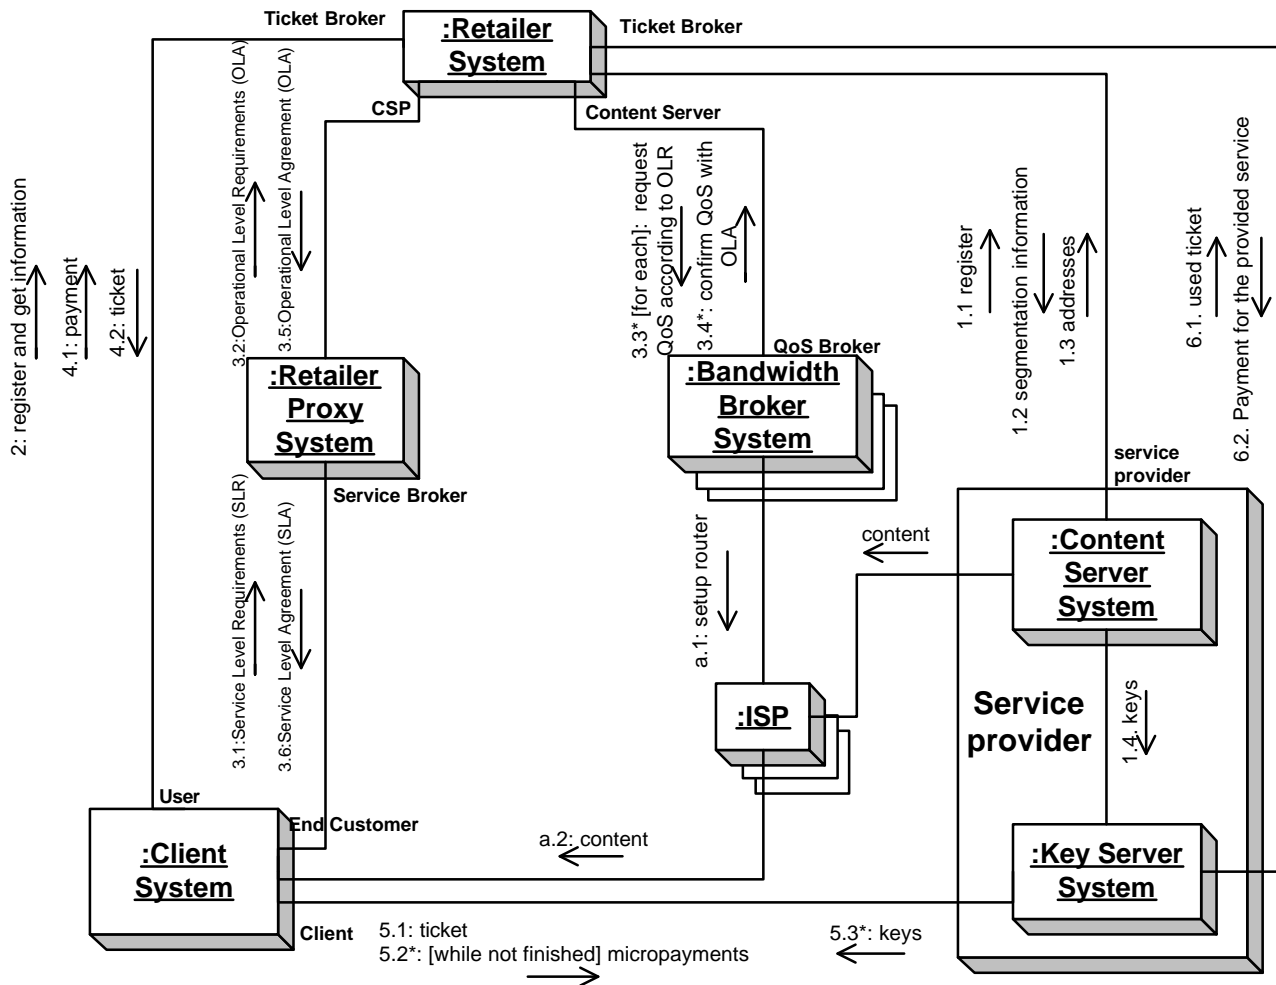 Ticket Broker
:Retailer
System
Ticket Broker
CSP
Content Server
2: register and get information
4.1: payment
4.2: ticket
3.2:Operational Level Requirements (OLA)
3.5:Operational Level Agreement (OLA)
3.3* [for each]: request
QoS according to OLR
3.4*: confirm QoS with
OLA
1.1 register
1.2 segmentation information
1.3 addresses
6.1. used ticket
6.2. Payment for the provided service
:Retailer
Proxy
System
Service Broker
QoS Broker
:Bandwidth
Broker
System
service
provider
3.1:Service Level Requirements (SLR)
3.6:Service Level Agreement (SLA)
a.1: setup router
content
:Content
Server
System
:ISP
Service
provider
1.4. keys
User
End Customer
:Client
System
a.2: content
:Key Server
System
Client
5.1: ticket
5.2*: [while not finished] micropayments
5.3*: keys